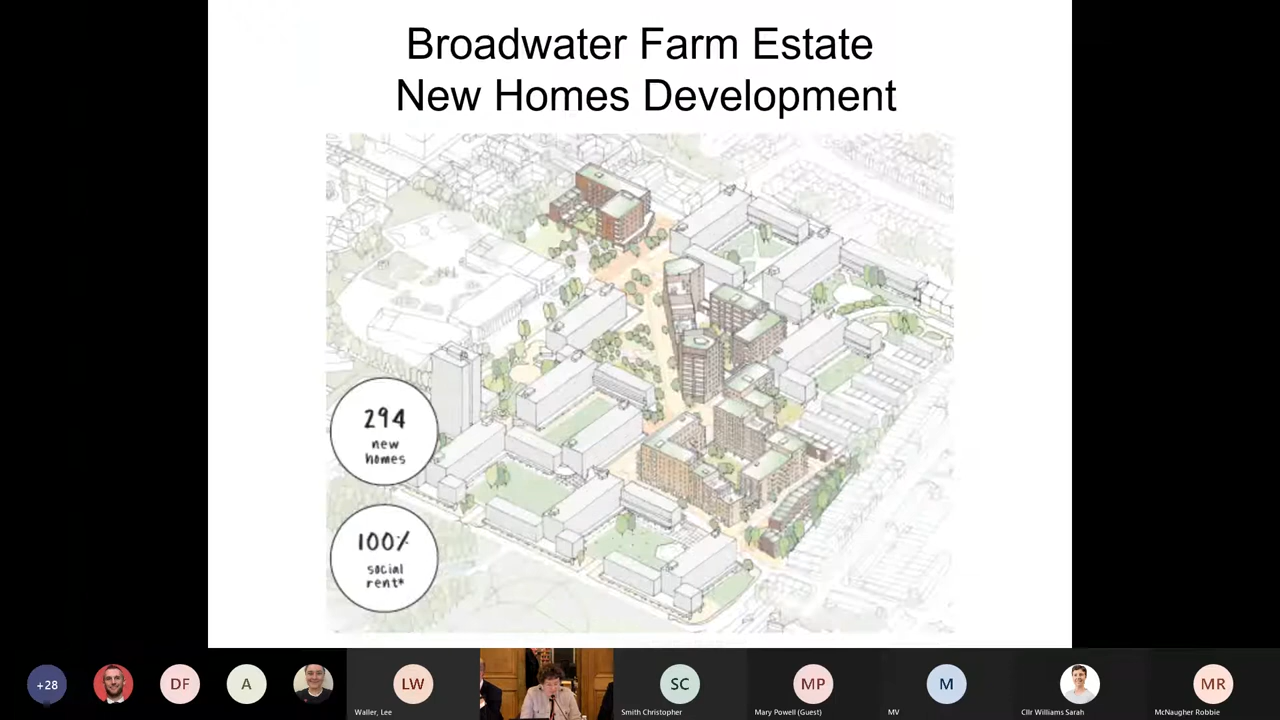 Broadwater Farm Estate
New Homes Development
294
new
homes
100%
social
rent*
+28
DF
A
LW
SC
MP
M
MR
Waller, Lee
Smith Christopher
Mary Powell (Guest)
MV
Cllr Williams Sarah
McNaugher Robbie